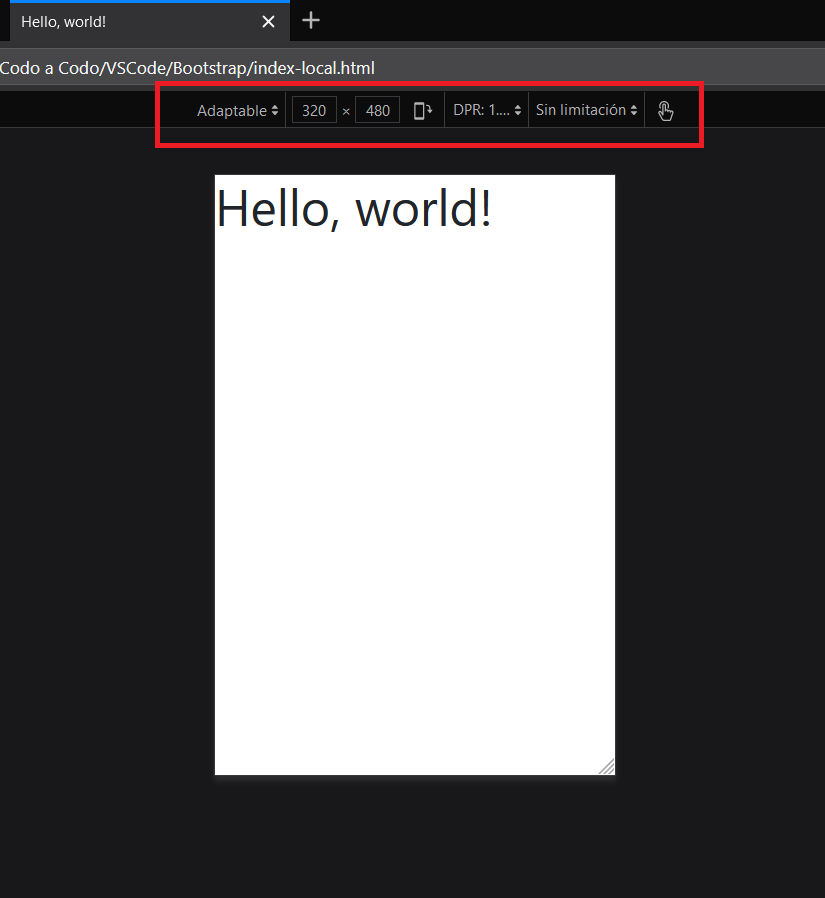 Hello, world!
Codo a Codo/VSCode/Bootstrap/index-local.html
Adaptable 320 × 480 DPR: 1.... Sin limitación
Hello, world!